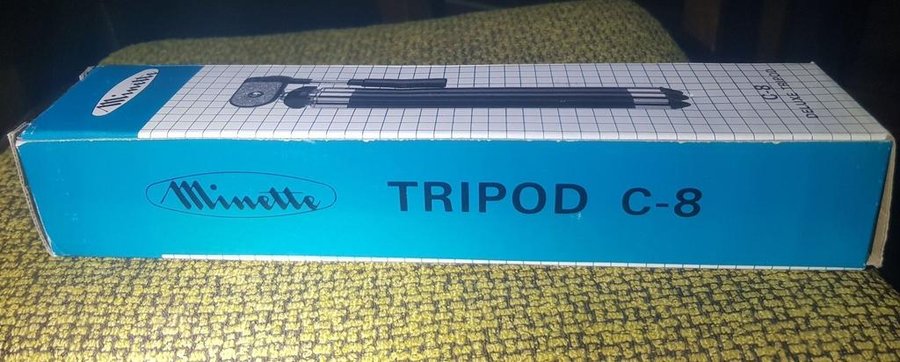 Minette
DELUXE TRIPOD
C-8
Minette
TRIPOD C-8